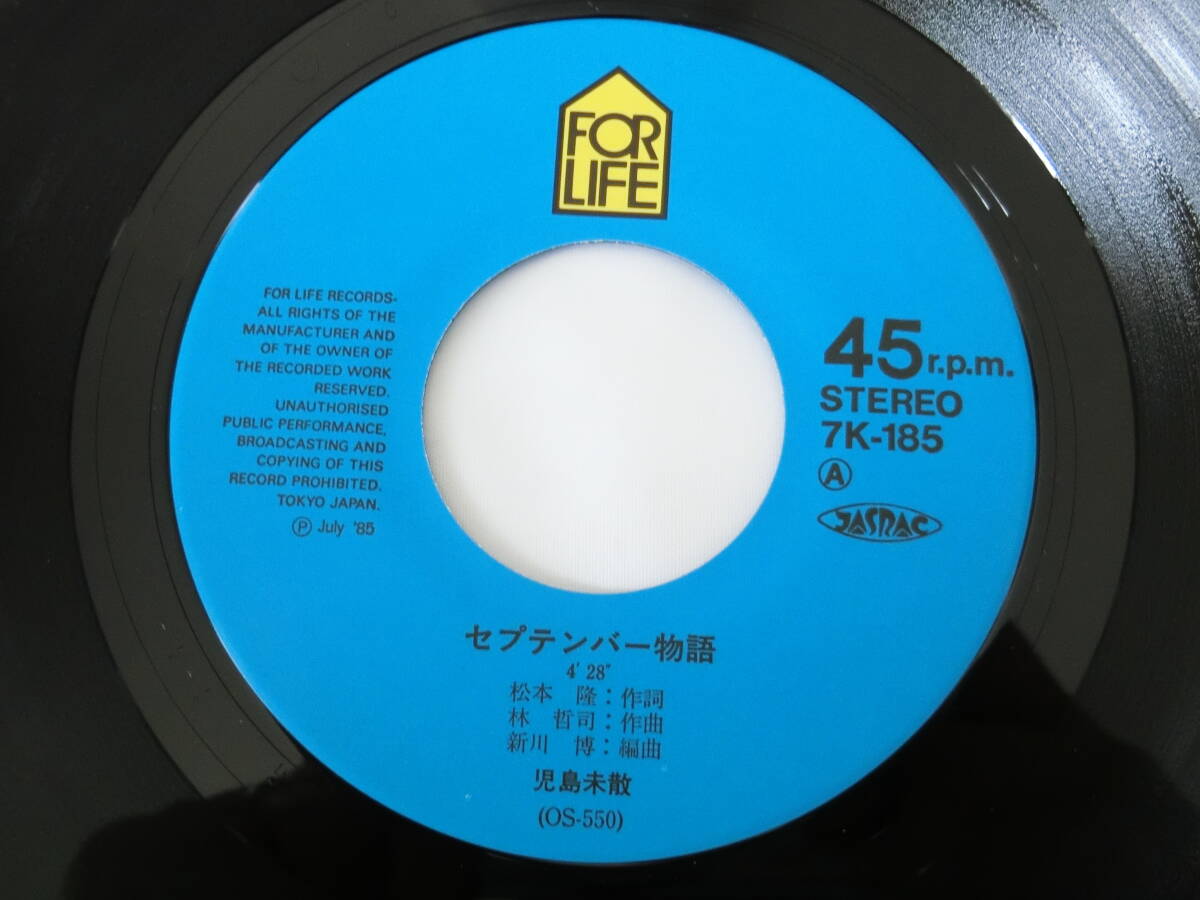 FOR
LIFE
FOR LIFE RECORDS-
ALL RIGHTS OF THE
MANUFACTURER AND
OF THE OWNER OF
THE RECORDED WORK
RESERVED.
UNAUTHORISED
PUBLIC PERFORMANCE,
BROADCASTING AND
COPYING OF THIS
RECORD PROHIBITED.
TOKYO JAPAN.
Ⓟ July '85
45 r.p.m.
STEREO
7K-185
Ⓐ
JASRAC
セプテンバー物語
4′ 28″
松本 隆：作詞
林 哲司：作曲
新川 博：編曲
児島未散
(OS-550)